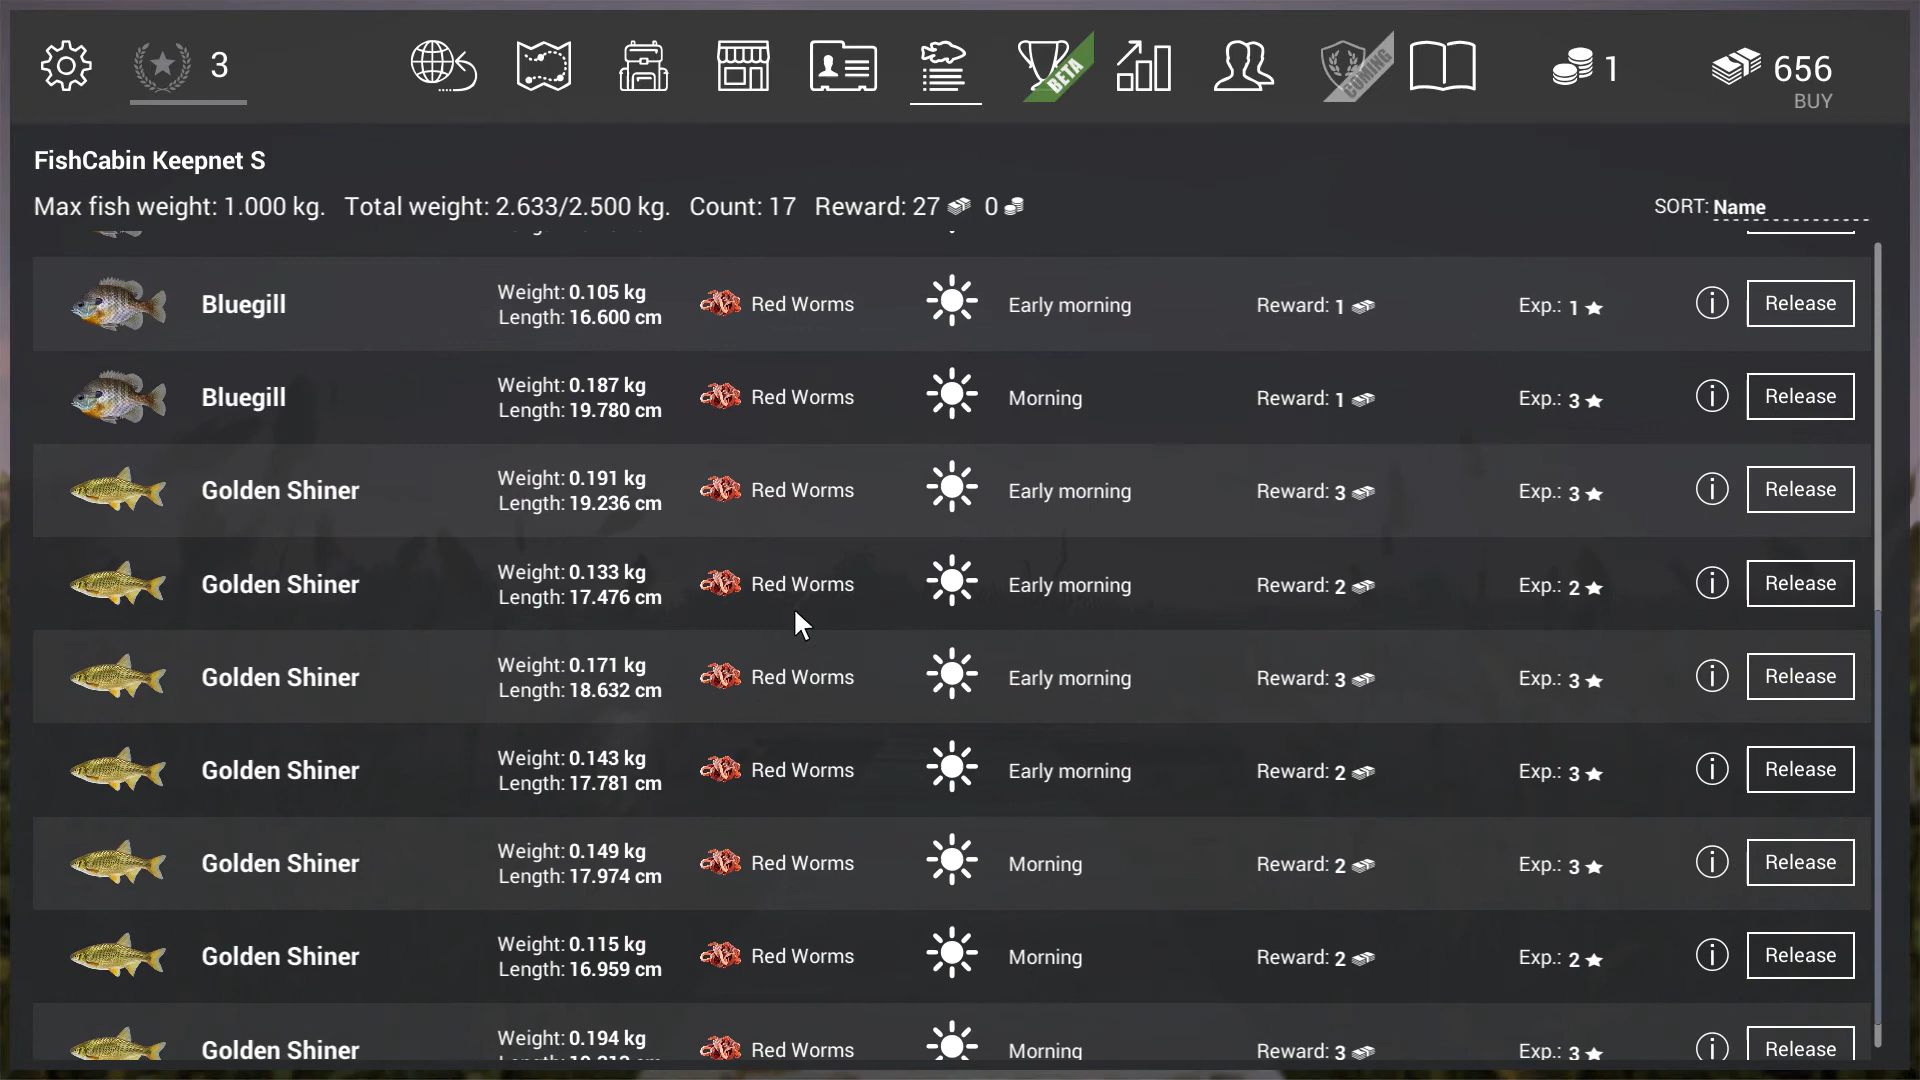 3
BETA
COMING
1
656
BUY
FishCabin Keepnet S
Max fish weight: 1.000 kg. Total weight: 2.633/2.500 kg. Count: 17 Reward: 27 0
SORT: Name
Bluegill Weight: 0.105 kg Red Worms Early morning Reward: 1 Exp.: 1 Release
Length: 16.600 cm
Bluegill Weight: 0.187 kg Red Worms Morning Reward: 1 Exp.: 3 Release
Length: 19.780 cm
Golden Shiner Weight: 0.191 kg Red Worms Early morning Reward: 3 Exp.: 3 Release
Length: 19.236 cm
Golden Shiner Weight: 0.133 kg Red Worms Early morning Reward: 2 Exp.: 2 Release
Length: 17.476 cm
Golden Shiner Weight: 0.171 kg Red Worms Early morning Reward: 3 Exp.: 3 Release
Length: 18.632 cm
Golden Shiner Weight: 0.143 kg Red Worms Early morning Reward: 2 Exp.: 3 Release
Length: 17.781 cm
Golden Shiner Weight: 0.149 kg Red Worms Morning Reward: 2 Exp.: 3 Release
Length: 17.974 cm
Golden Shiner Weight: 0.115 kg Red Worms Morning Reward: 2 Exp.: 2 Release
Length: 16.959 cm
Golden Shiner Weight: 0.194 kg Red Worms Morning Reward: 3 Exp.: 3 Release